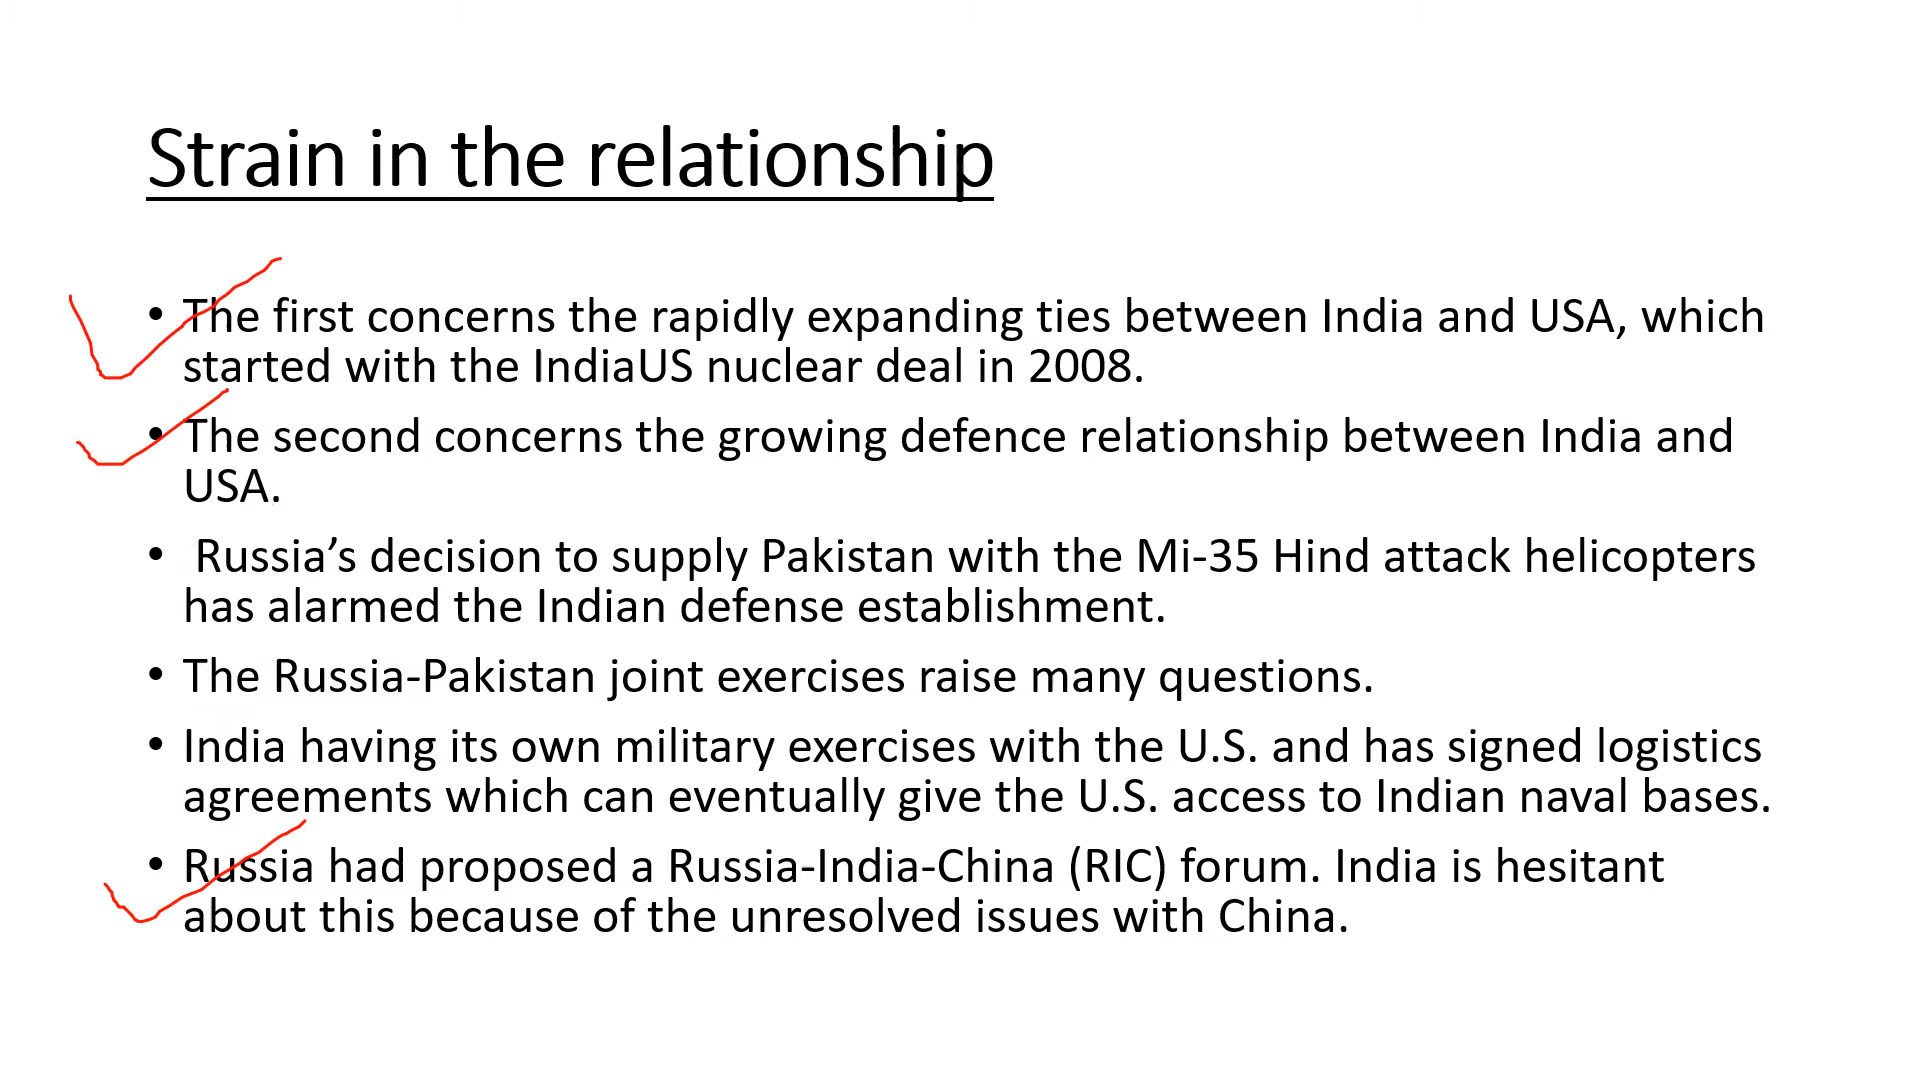 Strain in the relationship
• The first concerns the rapidly expanding ties between India and USA, which
started with the IndiaUS nuclear deal in 2008.
• The second concerns the growing defence relationship between India and
USA.
• Russia’s decision to supply Pakistan with the Mi-35 Hind attack helicopters
has alarmed the Indian defense establishment.
• The Russia-Pakistan joint exercises raise many questions.
• India having its own military exercises with the U.S. and has signed logistics
agreements which can eventually give the U.S. access to Indian naval bases.
• Russia had proposed a Russia-India-China (RIC) forum. India is hesitant
about this because of the unresolved issues with China.